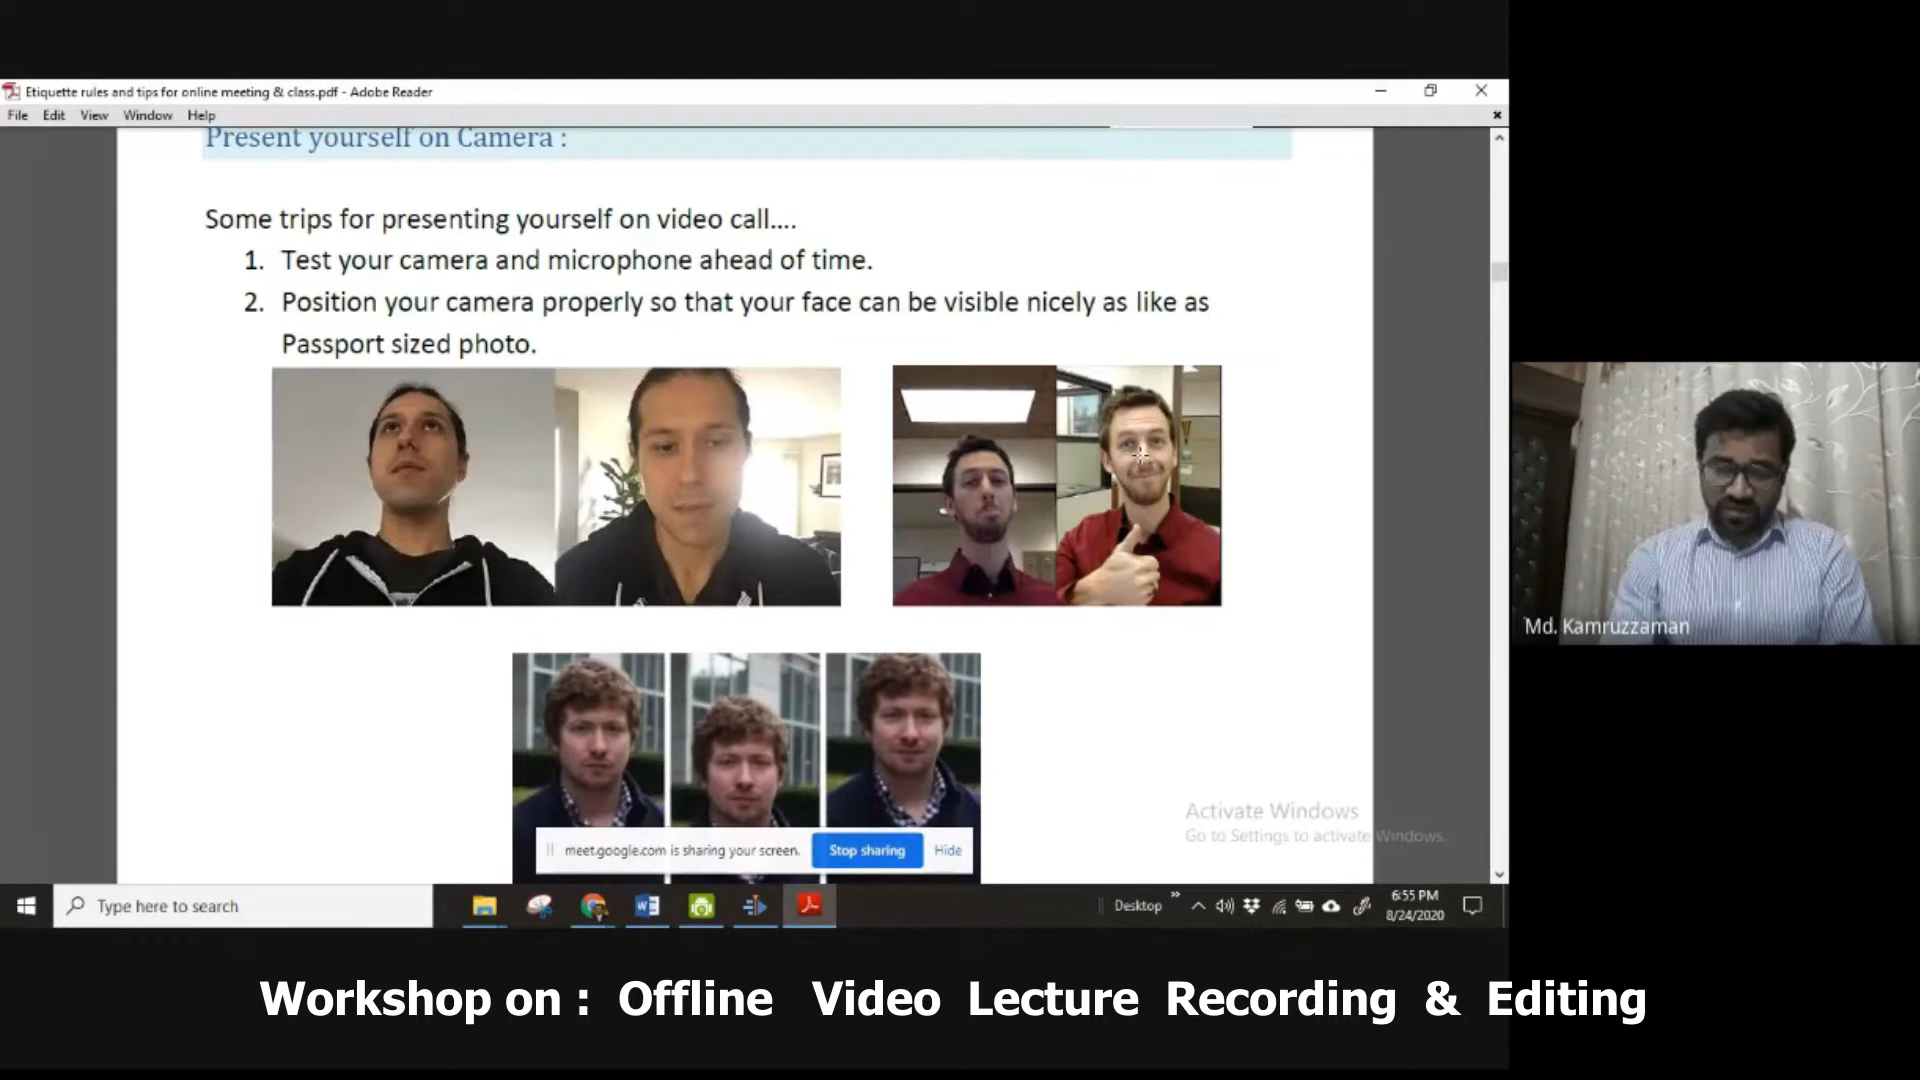 Etiquette rules and tips for online meeting & class.pdf - Adobe Reader
File Edit View Window Help
Present yourself on Camera :
Some trips for presenting yourself on video call....
1. Test your camera and microphone ahead of time.
2. Position your camera properly so that your face can be visible nicely as like as
Passport sized photo.
Md. Kamruzzaman
Activate Windows
Go to Settings to activate Windows.
meet.google.com is sharing your screen. Stop sharing Hide
Type here to search
Desktop
6:55 PM
8/24/2020
Workshop on : Offline Video Lecture Recording & Editing